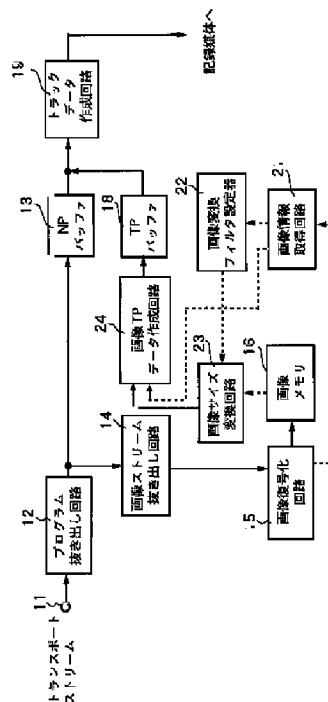 トランスポート
ストリーム
11
12
プログラム
抜き出し回路
13
NP
バッファ
19
トラック
データ
作成回路
記録媒体へ
14
画像ストリーム
抜き出し回路
24
画像TP
データ作成回路
18
TP
バッファ
15
画像復号化
回路
16
画像
メモリ
23
画像サイズ
変換回路
22
画像変換
フィルタ設定器
21
画像情報
取得回路